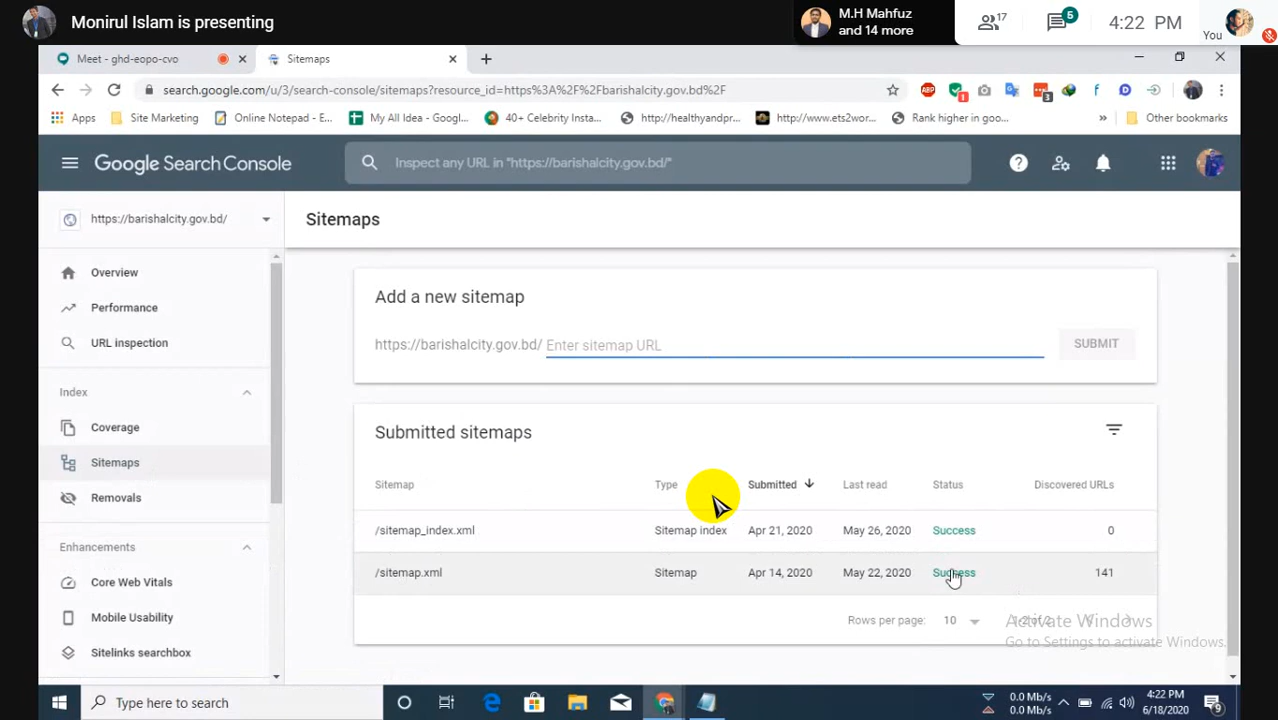 Monirul Islam is presenting
M.H Mahfuz
and 14 more
17
5
4:22 PM
You
Meet - ghd-eopo-cvo
Sitemaps
search.google.com/u/3/search-console/sitemaps?resource_id=https%3A%2F%2Fbarishalcity.gov.bd%2F
ABP
1
3
Apps
Site Marketing
Online Notepad - E...
My All Idea - Googl...
40+ Celebrity Insta...
http://healthyandpr...
http://www.ets2wor...
Rank higher in goo...
»
Other bookmarks
Google Search Console
Inspect any URL in "https://barishalcity.gov.bd/"
https://barishalcity.gov.bd/
Sitemaps
Overview
Performance
URL inspection
Index
Coverage
Sitemaps
Removals
Enhancements
Core Web Vitals
Mobile Usability
Sitelinks searchbox
Add a new sitemap
https://barishalcity.gov.bd/ Enter sitemap URL
SUBMIT
Submitted sitemaps
Sitemap Type Submitted Last read Status Discovered URLs
/sitemap_index.xml Sitemap index Apr 21, 2020 May 26, 2020 Success 0
/sitemap.xml Sitemap Apr 14, 2020 May 22, 2020 Success 141
Rows per page: 10 1-2 of 2
Activate Windows
Go to Settings to activate Windows.
Type here to search
0.0 Mb/s
0.0 Mb/s
4:22 PM
6/18/2020
9